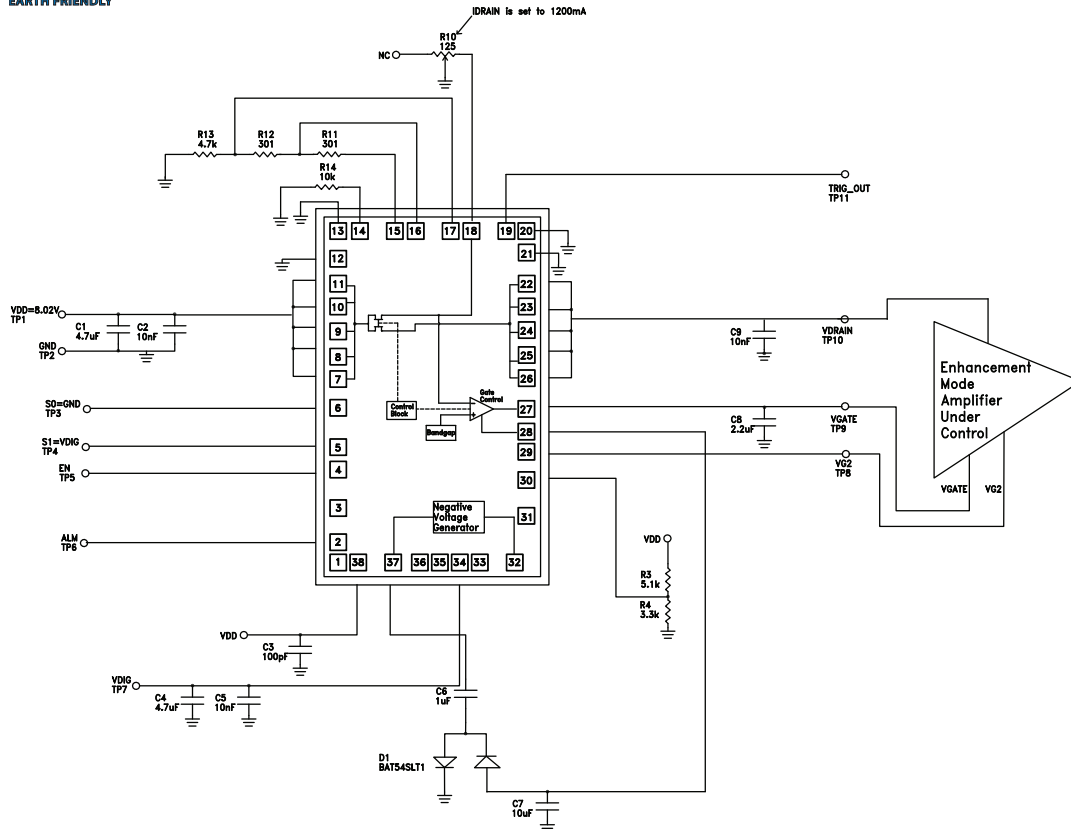 EARTH FRIENDLY
IDRAIN is set to 1200mA
R10
125
NC
R13
4.7k
R12
301
R11
301
R14
10k
TRIG_OUT
TP11
13 14 15 16 17 18 19 20
21
12
11
10
9
8
7
6
5
4
3
2
1
22
23
24
25
26
27
28
29
30
31
38 37 36 35 34 33 32
VDD=8.02V
TP1
C1
4.7uF
C2
10nF
GND
TP2
S0=GND
TP3
S1=VDIG
TP4
EN
TP5
ALM
TP6
Control
Block
Gate
Control
-
+
Bandgap
Negative
Voltage
Generator
C9
10nF
VDRAIN
TP10
C8
2.2uF
VGATE
TP9
VG2
TP8
Enhancement
Mode
Amplifier
Under
Control
VGATE
VG2
VDD
R3
5.1k
R4
3.3k
VDD
C3
100pF
VDIG
TP7
C4
4.7uF
C5
10nF
C6
1uF
D1
BAT54SLT1
C7
10uF